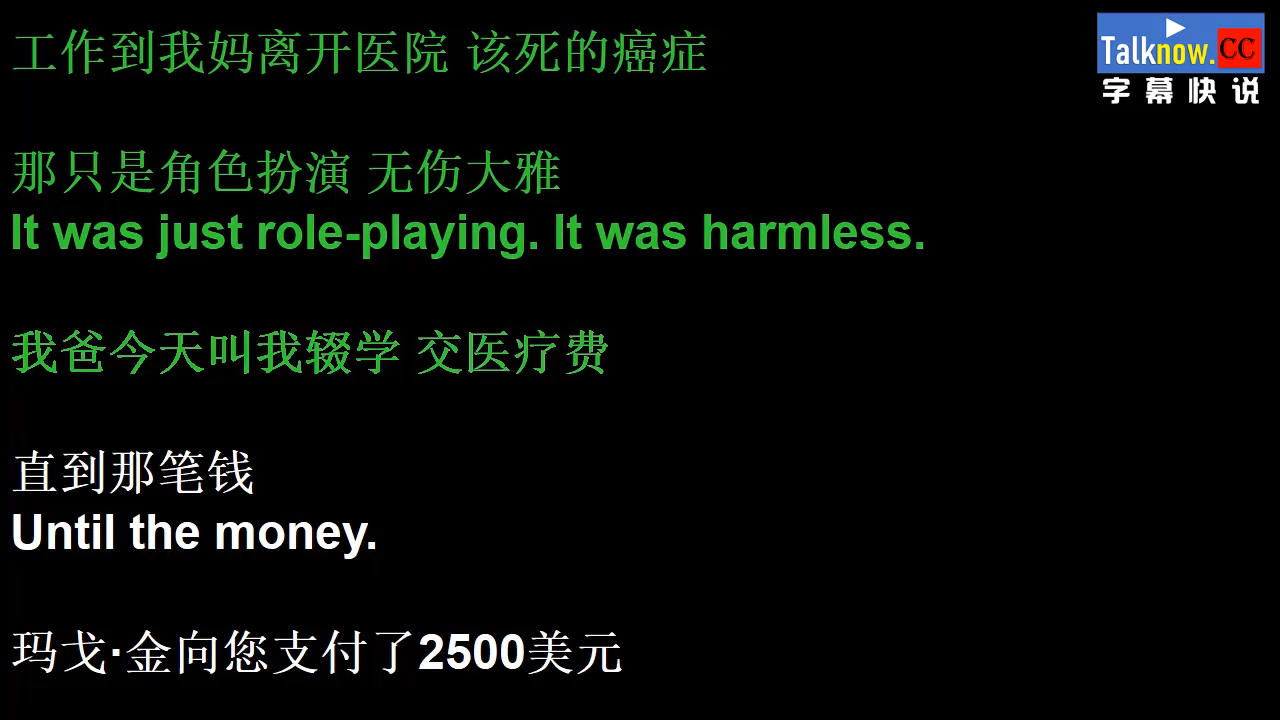 工作到我妈离开医院 该死的癌症
Talknow.CC
字幕快说
那只是角色扮演 无伤大雅
It was just role-playing. It was harmless.
我爸今天叫我辍学 交医疗费
直到那笔钱
Until the money.
玛戈·金向您支付了2500美元